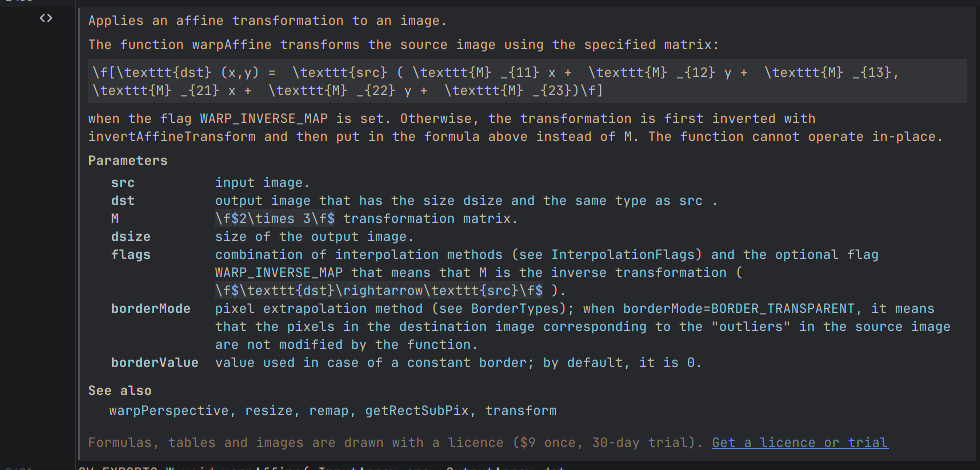 Applies an affine transformation to an image.
The function warpAffine transforms the source image using the specified matrix:
\f[\texttt{dst} (x,y) =  \texttt{src} ( \texttt{M} _{11} x +  \texttt{M} _{12} y +  \texttt{M} _{13},
\texttt{M} _{21} x +  \texttt{M} _{22} y +  \texttt{M} _{23})\f]
when the flag WARP_INVERSE_MAP is set. Otherwise, the transformation is first inverted with
invertAffineTransform and then put in the formula above instead of M. The function cannot operate in-place.
Parameters
src input image.
dst output image that has the size dsize and the same type as src .
M \f$2\times 3\f$ transformation matrix.
dsize size of the output image.
flags combination of interpolation methods (see InterpolationFlags) and the optional flag
WARP_INVERSE_MAP that means that M is the inverse transformation (
\f$\texttt{dst}\rightarrow\texttt{src}\f$ ).
borderMode pixel extrapolation method (see BorderTypes); when borderMode=BORDER_TRANSPARENT, it means
that the pixels in the destination image corresponding to the "outliers" in the source image
are not modified by the function.
borderValue value used in case of a constant border; by default, it is 0.
See also
warpPerspective, resize, remap, getRectSubPix, transform
Formulas, tables and images are drawn with a licence ($9 once, 30-day trial). Get a licence or trial